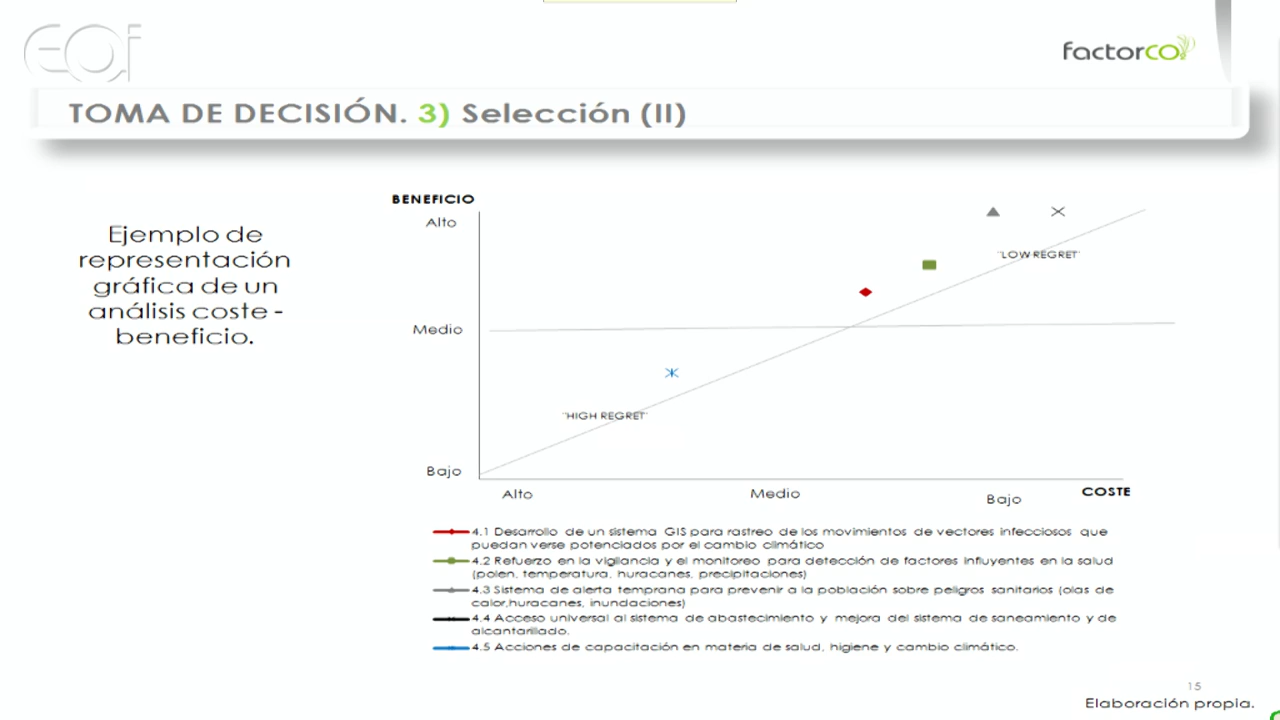 eoi
factorco
TOMA DE DECISIÓN. 3) Selección (II)
Ejemplo de
representación
gráfica de un
análisis coste -
beneficio.
BENEFICIO
Alto
Medio
Bajo
"LOW REGRET"
"HIGH REGRET"
Alto
Medio
Bajo
COSTE
4.1 Desarrollo de un sistema GIS para rastreo de los movimientos de vectores infecciosos que
puedan verse potenciados por el cambio climático
4.2 Refuerzo en la vigilancia y el monitoreo para detección de factores influyentes en la salud
(polen, temperatura, huracanes, precipitaciones)
4.3 Sistema de alerta temprana para prevenir a la población sobre peligros sanitarios (olas de
calor,huracanes, inundaciones)
4.4 Acceso universal al sistema de abastecimiento y mejora del sistema de saneamiento y de
alcantarillado.
4.5 Acciones de capacitación en materia de salud, higiene y cambio climático.
15
Elaboración propia.